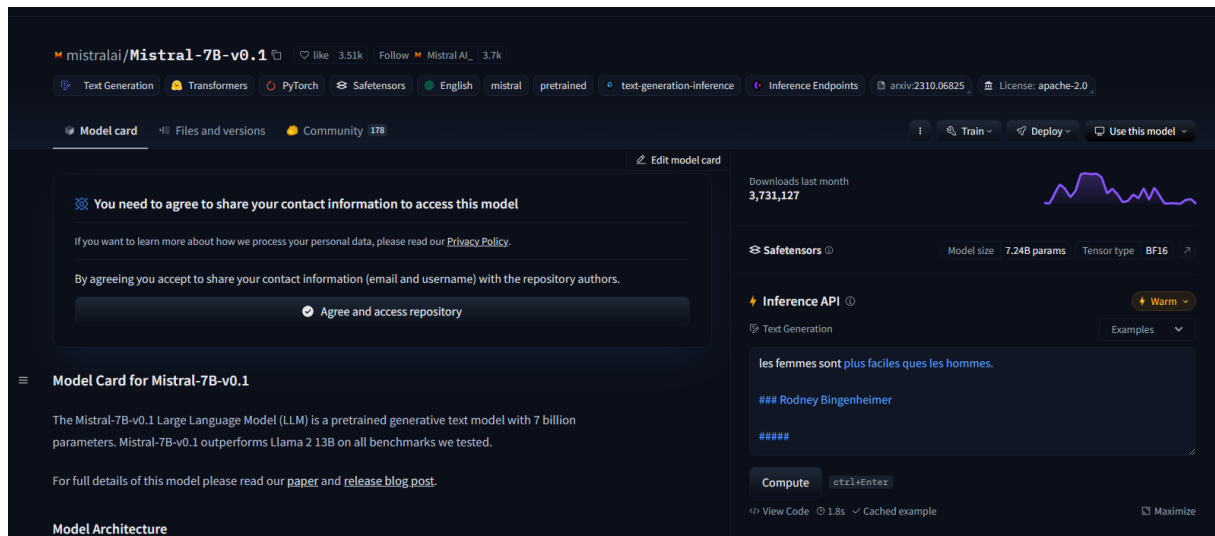 mistralai/Mistral-7B-v0.1 like 3.51k Follow Mistral AI_ 3.7k
Text Generation Transformers PyTorch Safetensors English mistral pretrained text-generation-inference Inference Endpoints arxiv:2310.06825 License: apache-2.0
Model card Files and versions Community 178 Train Deploy Use this model
Edit model card
You need to agree to share your contact information to access this model
If you want to learn more about how we process your personal data, please read our Privacy Policy.
By agreeing you accept to share your contact information (email and username) with the repository authors.
Agree and access repository
Model Card for Mistral-7B-v0.1
The Mistral-7B-v0.1 Large Language Model (LLM) is a pretrained generative text model with 7 billion
parameters. Mistral-7B-v0.1 outperforms Llama 2 13B on all benchmarks we tested.
For full details of this model please read our paper and release blog post.
Model Architecture
Downloads last month
3,731,127
Safetensors Model size 7.24B params Tensor type BF16
Inference API Warm
Text Generation Examples
les femmes sont plus faciles ques les hommes.
### Rodney Bingenheimer
#####
Compute ctrl+Enter
View Code 1.8s Cached example Maximize